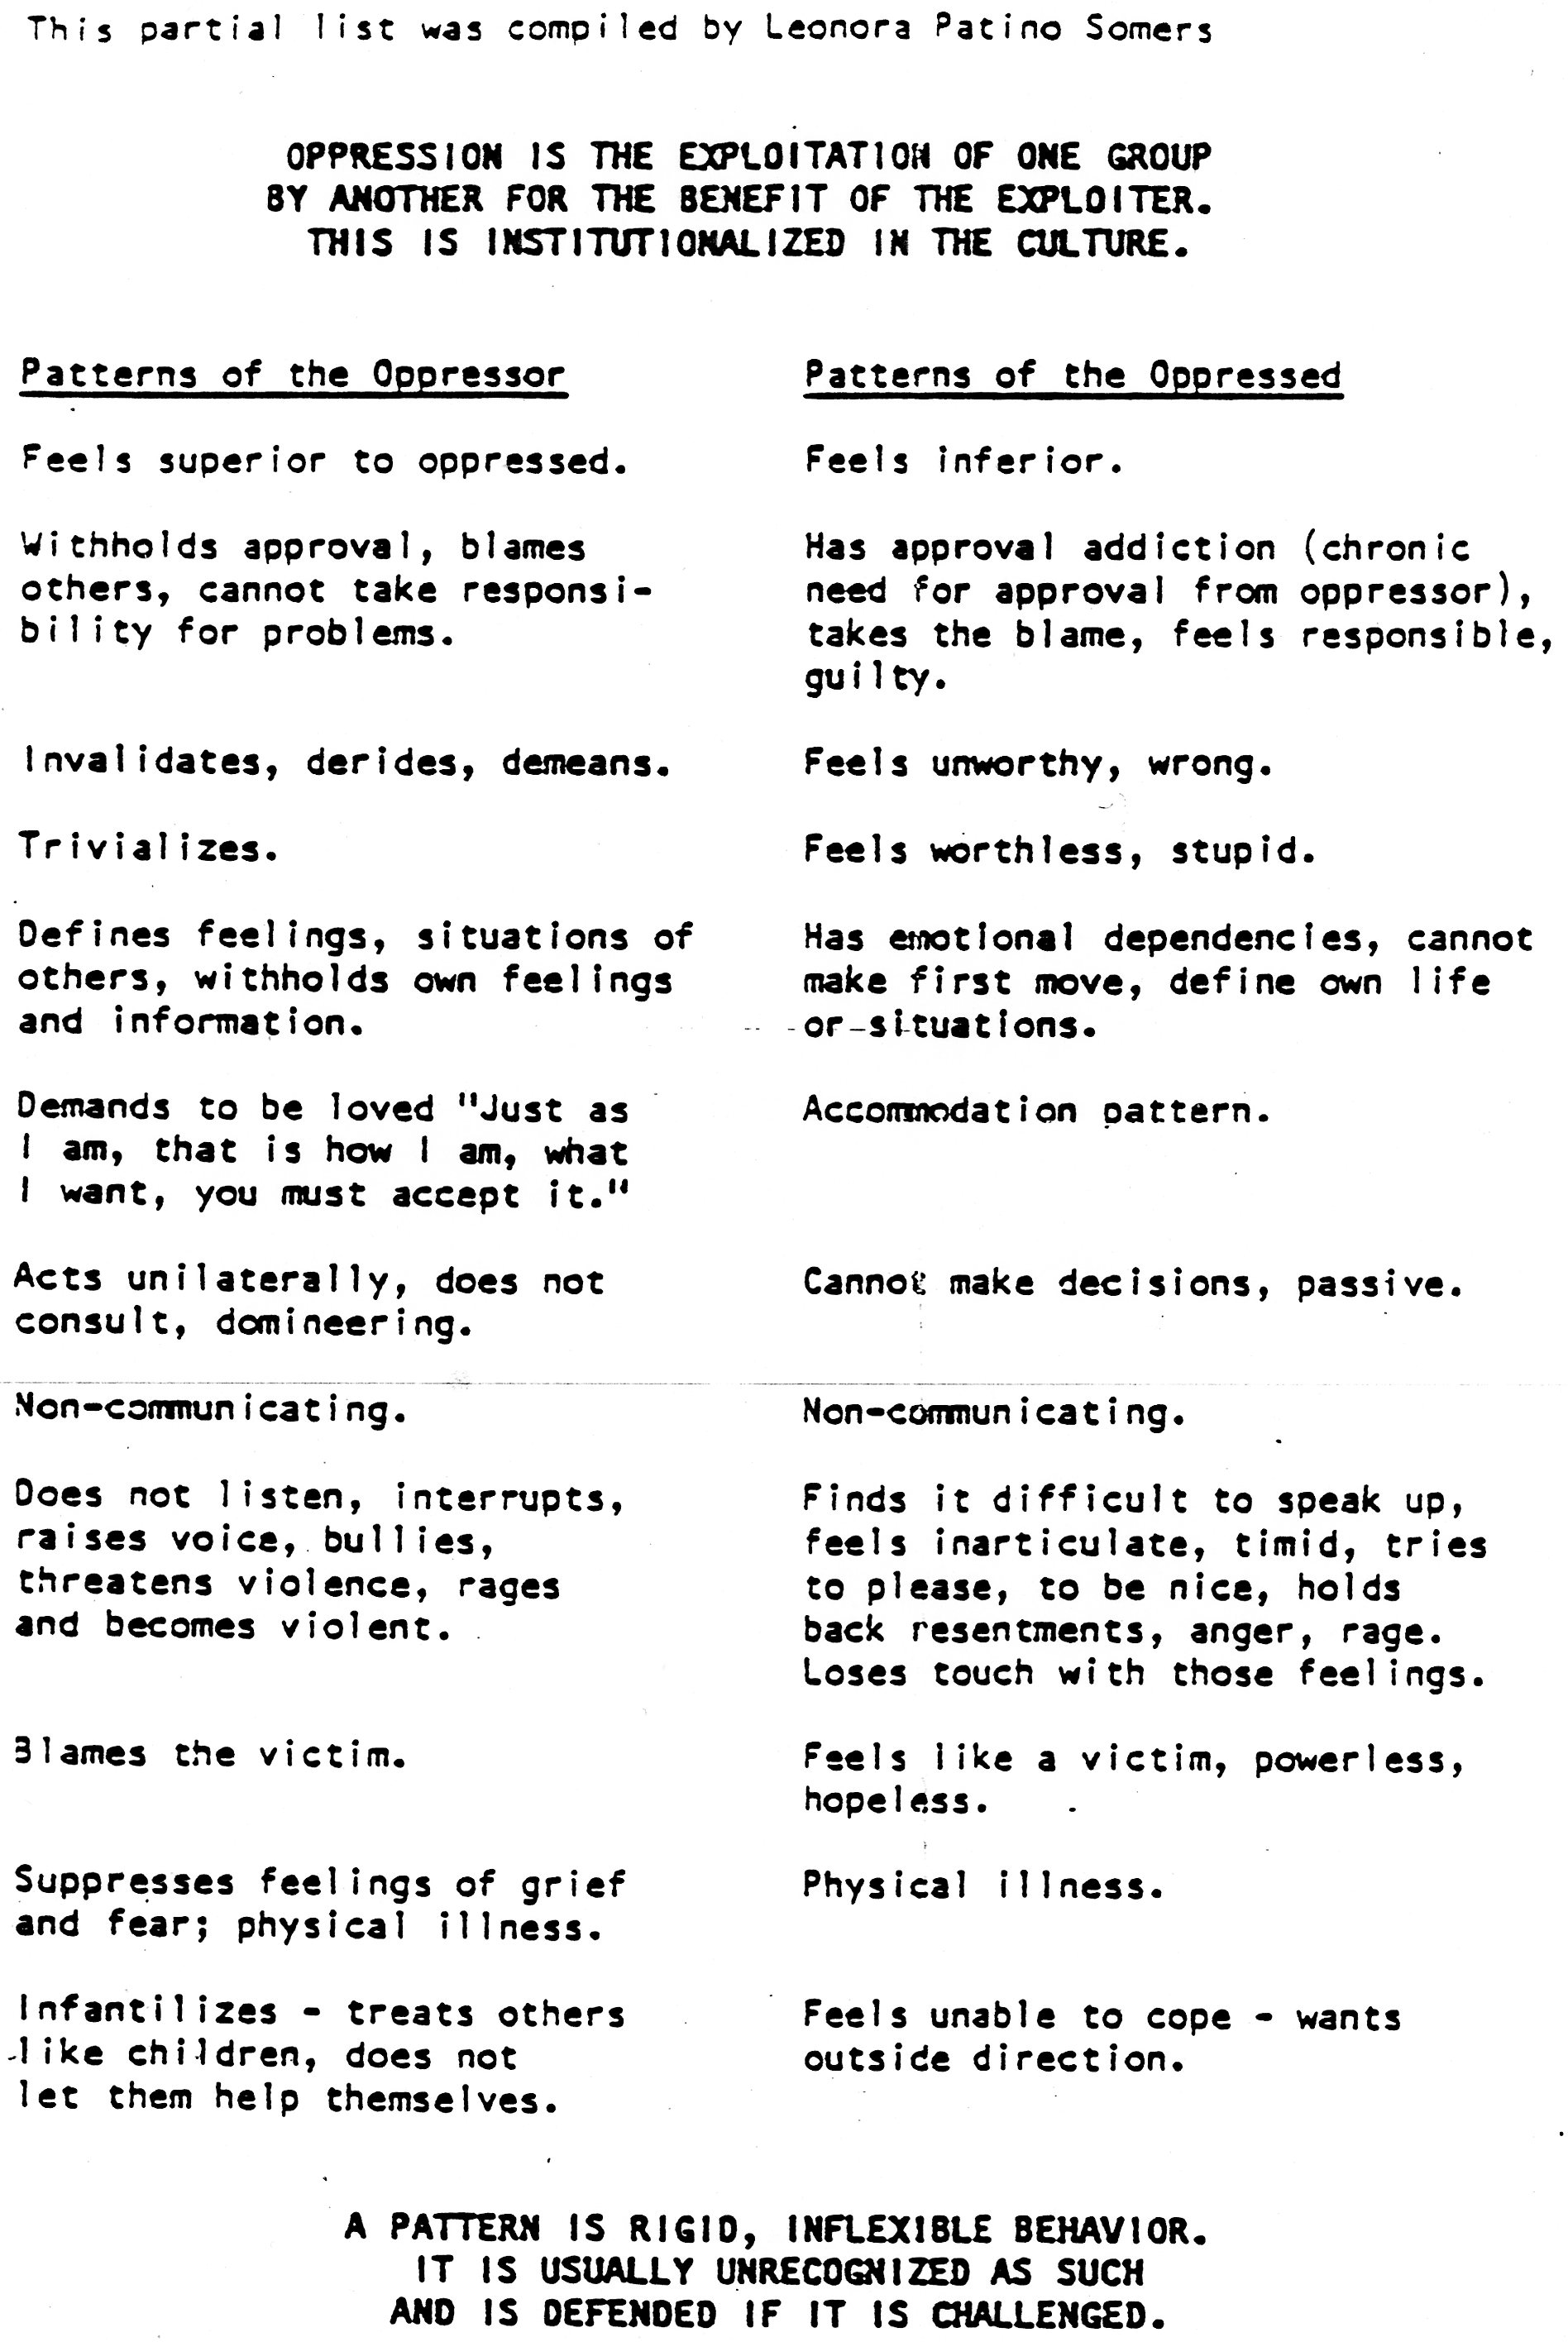 This partial list was compiled by Leonora Patino Somers
OPPRESSION IS THE EXPLOITATION OF ONE GROUP
BY ANOTHER FOR THE BENEFIT OF THE EXPLOITER.
THIS IS INSTITUTIONALIZED IN THE CULTURE.
Patterns of the Oppressor
Patterns of the Oppressed
Feels superior to oppressed.
Feels inferior.
Withholds approval, blames
others, cannot take responsi-
bility for problems.
Has approval addiction (chronic
need for approval from oppressor),
takes the blame, feels responsible,
guilty.
Invalidates, derides, demeans.
Feels unworthy, wrong.
Trivializes.
Feels worthless, stupid.
Defines feelings, situations of
others, withholds own feelings
and information.
Has emotional dependencies, cannot
make first move, define own life
or situations.
Demands to be loved "Just as
I am, that is how I am, what
I want, you must accept it."
Accommodation pattern.
Acts unilaterally, does not
consult, domineering.
Cannot make decisions, passive.
Non-communicating.
Non-communicating.
Does not listen, interrupts,
raises voice, bullies,
threatens violence, rages
and becomes violent.
Finds it difficult to speak up,
feels inarticulate, timid, tries
to please, to be nice, holds
back resentments, anger, rage.
Loses touch with those feelings.
Blames the victim.
Feels like a victim, powerless,
hopeless.
Suppresses feelings of grief
and fear; physical illness.
Physical illness.
Infantilizes - treats others
like children, does not
let them help themselves.
Feels unable to cope - wants
outside direction.
A PATTERN IS RIGID, INFLEXIBLE BEHAVIOR.
IT IS USUALLY UNRECOGNIZED AS SUCH
AND IS DEFENDED IF IT IS CHALLENGED.